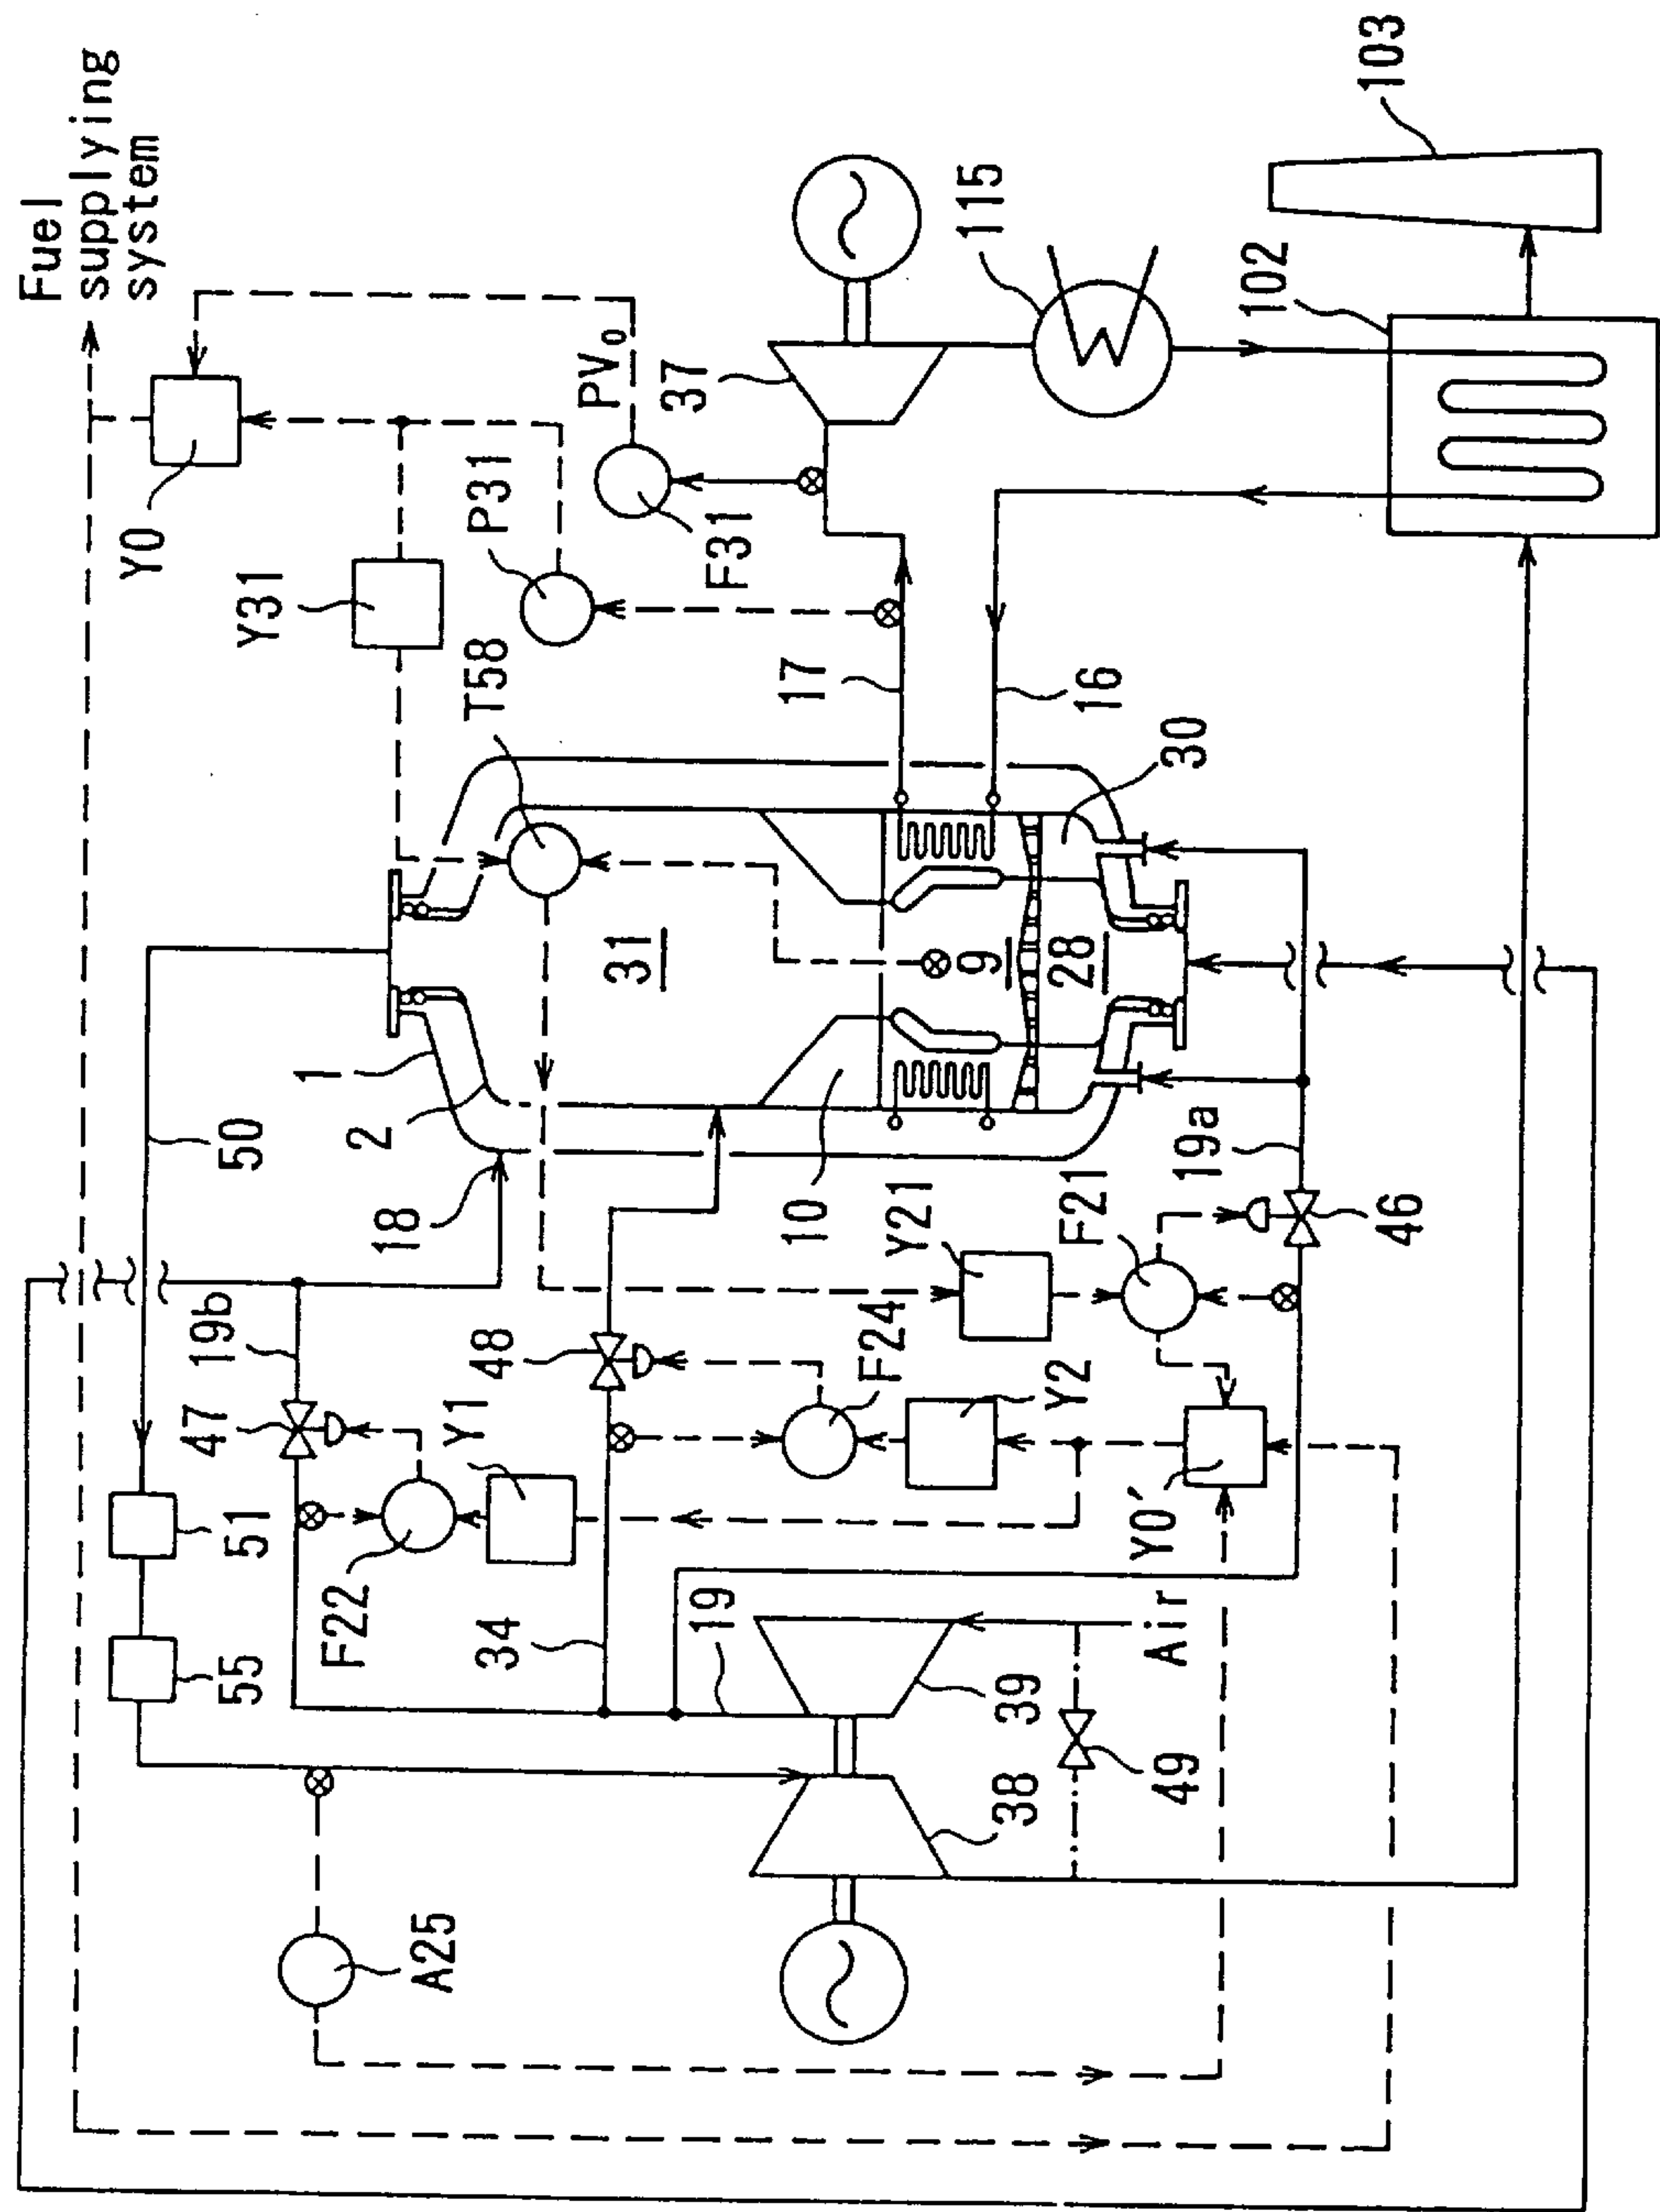 Fuel
supplying
system
103
Y0
Y31
P31
PV0
F31
37
115
102
T58
17
16
30
31
9
28
1
2
50
18
10
Y21
F21
19a
46
19b
47
48
F24
Y2
Y1
Y0'
51
55
F22
34
19
Air
39
38
49
A25